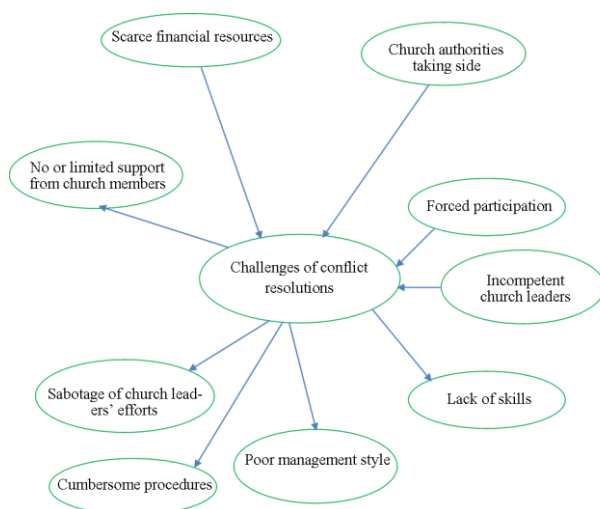 Scarce financial resources
Church authorities
taking side
No or limited support
from church members
Forced participation
Challenges of conflict
resolutions
Incompetent
church leaders
Sabotage of church lead-
ers’ efforts
Lack of skills
Poor management style
Cumbersome procedures